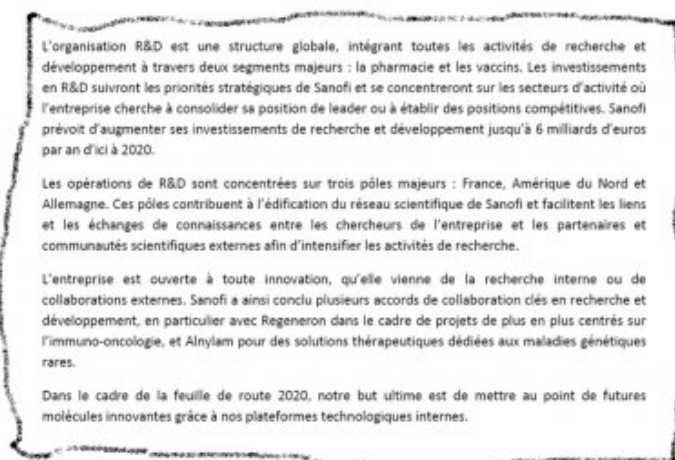 L'organisation R&D est une structure globale, intégrant toutes les activités de recherche et
développement à travers deux segments majeurs : la pharmacie et les vaccins. Les investissements
en R&D suivront les priorités stratégiques de Sanofi et se concentreront sur les secteurs d'activité où
l'entreprise cherche à consolider sa position de leader ou à établir des positions compétitives. Sanofi
prévoit d'augmenter ses investissements de recherche et développement jusqu'à 6 milliards d'euros
par an d'ici à 2020.
Les opérations de R&D sont concentrées sur trois pôles majeurs : France, Amérique du Nord et
Allemagne. Ces pôles contribuent à l'édification du réseau scientifique de Sanofi et facilitent les liens
et les échanges de connaissances entre les chercheurs de l'entreprise et les partenaires et
communautés scientifiques externes afin d'intensifier les activités de recherche.
L'entreprise est ouverte à toute innovation, qu'elle vienne de la recherche interne ou de
collaborations externes. Sanofi a ainsi conclu plusieurs accords de collaboration clés en recherche et
développement, en particulier avec Regeneron dans le cadre de projets de plus en plus centrés sur
l'immuno-oncologie, et Alnylam pour des solutions thérapeutiques dédiées aux maladies génétiques
rares.
Dans le cadre de la feuille de route 2020, notre but ultime est de mettre au point de futures
molécules innovantes grâce à nos plateformes technologiques internes.